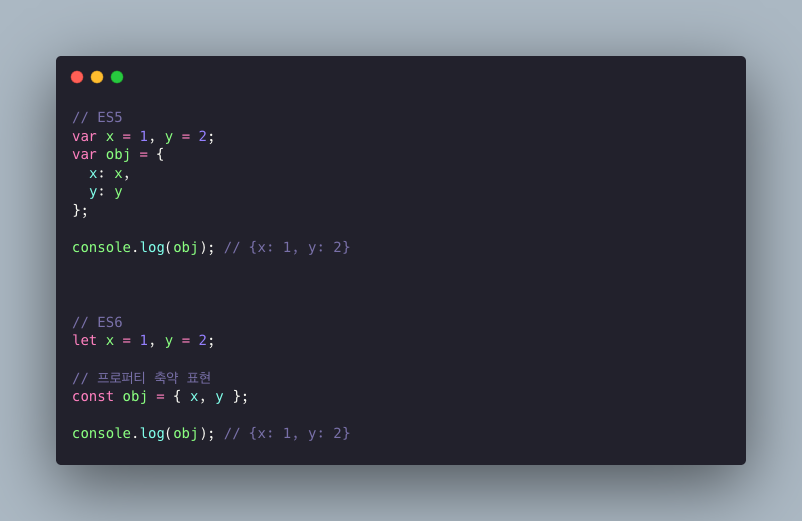 // ES5
var x = 1, y = 2;
var obj = {
  x: x,
  y: y
};
console.log(obj); // {x: 1, y: 2}
// ES6
let x = 1, y = 2;
// 프로퍼티 축약 표현
const obj = { x, y };
console.log(obj); // {x: 1, y: 2}